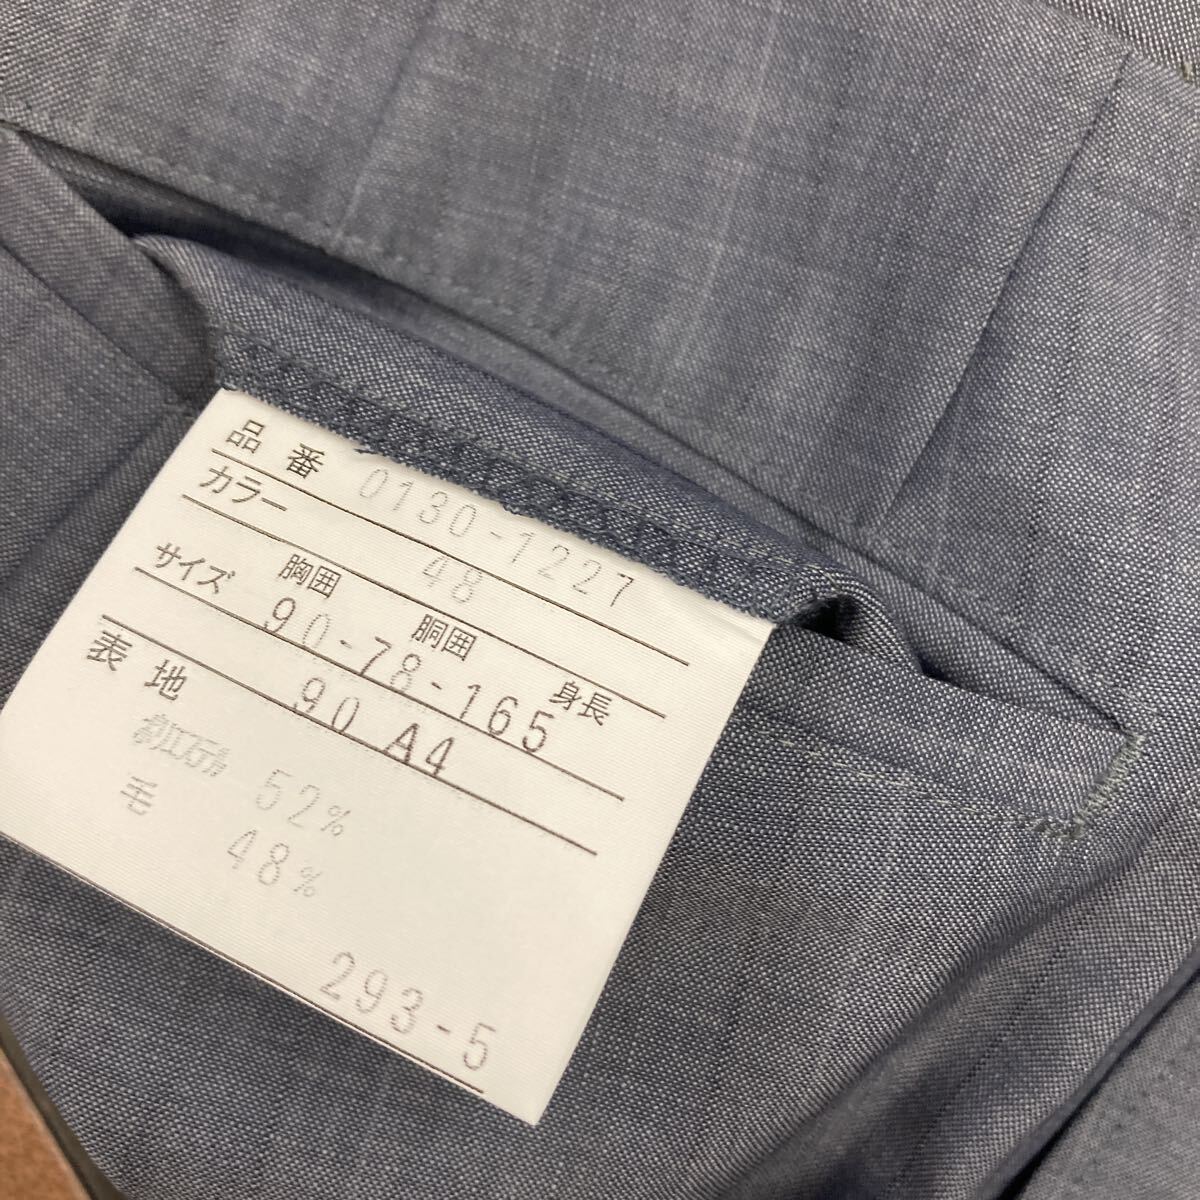 品番 0130-1227
カラー 48
胸囲 胴囲 身長
サイズ 90-78-165
90 A4
表地
ポリエステル 52%
毛 48%
293-5